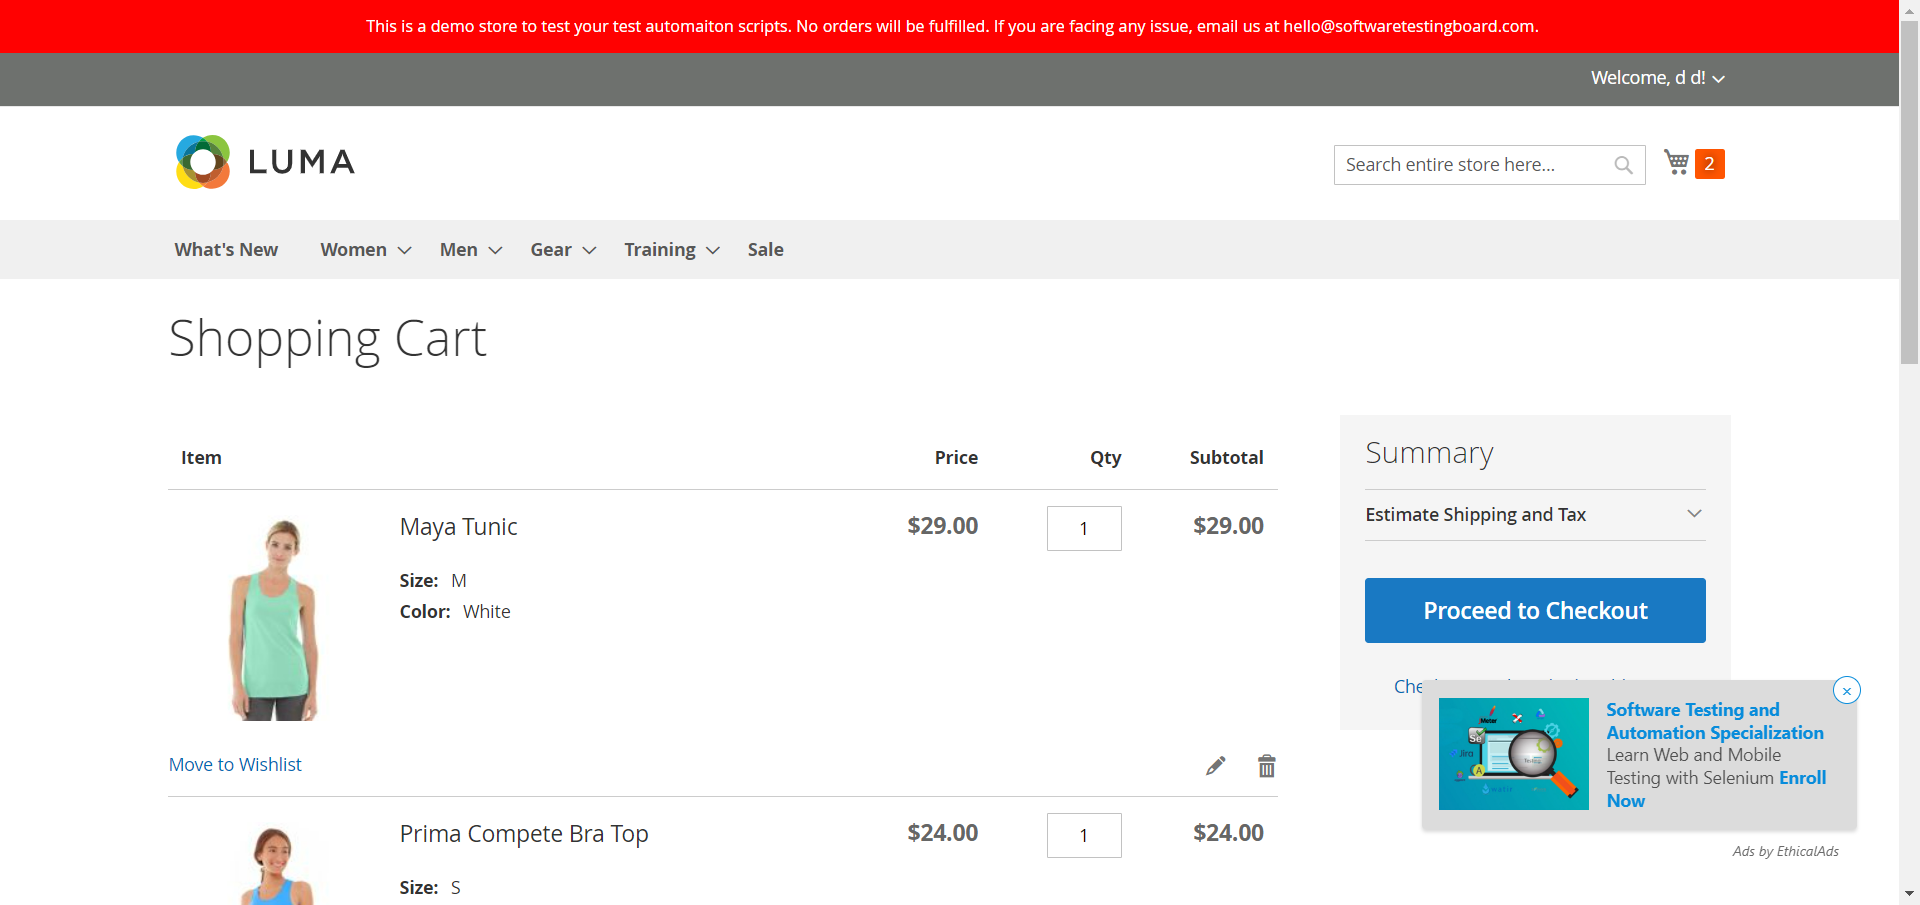 This is a demo store to test your test automaiton scripts. No orders will be fulfilled. If you are facing any issue, email us at hello@softwaretestingboard.com.
Welcome, d d!
LUMA
Search entire store here...
2
What's New
Women
Men
Gear
Training
Sale
Shopping Cart
Item
Price
Qty
Subtotal
Maya Tunic
$29.00
1
$29.00
Size: M
Color: White
Move to Wishlist
Prima Compete Bra Top
$24.00
1
$24.00
Size: S
Summary
Estimate Shipping and Tax
Proceed to Checkout
Meter
Se
Jira
Software Testing and
Automation Specialization
Learn Web and Mobile
Testing with Selenium Enroll
Now
Ads by EthicalAds